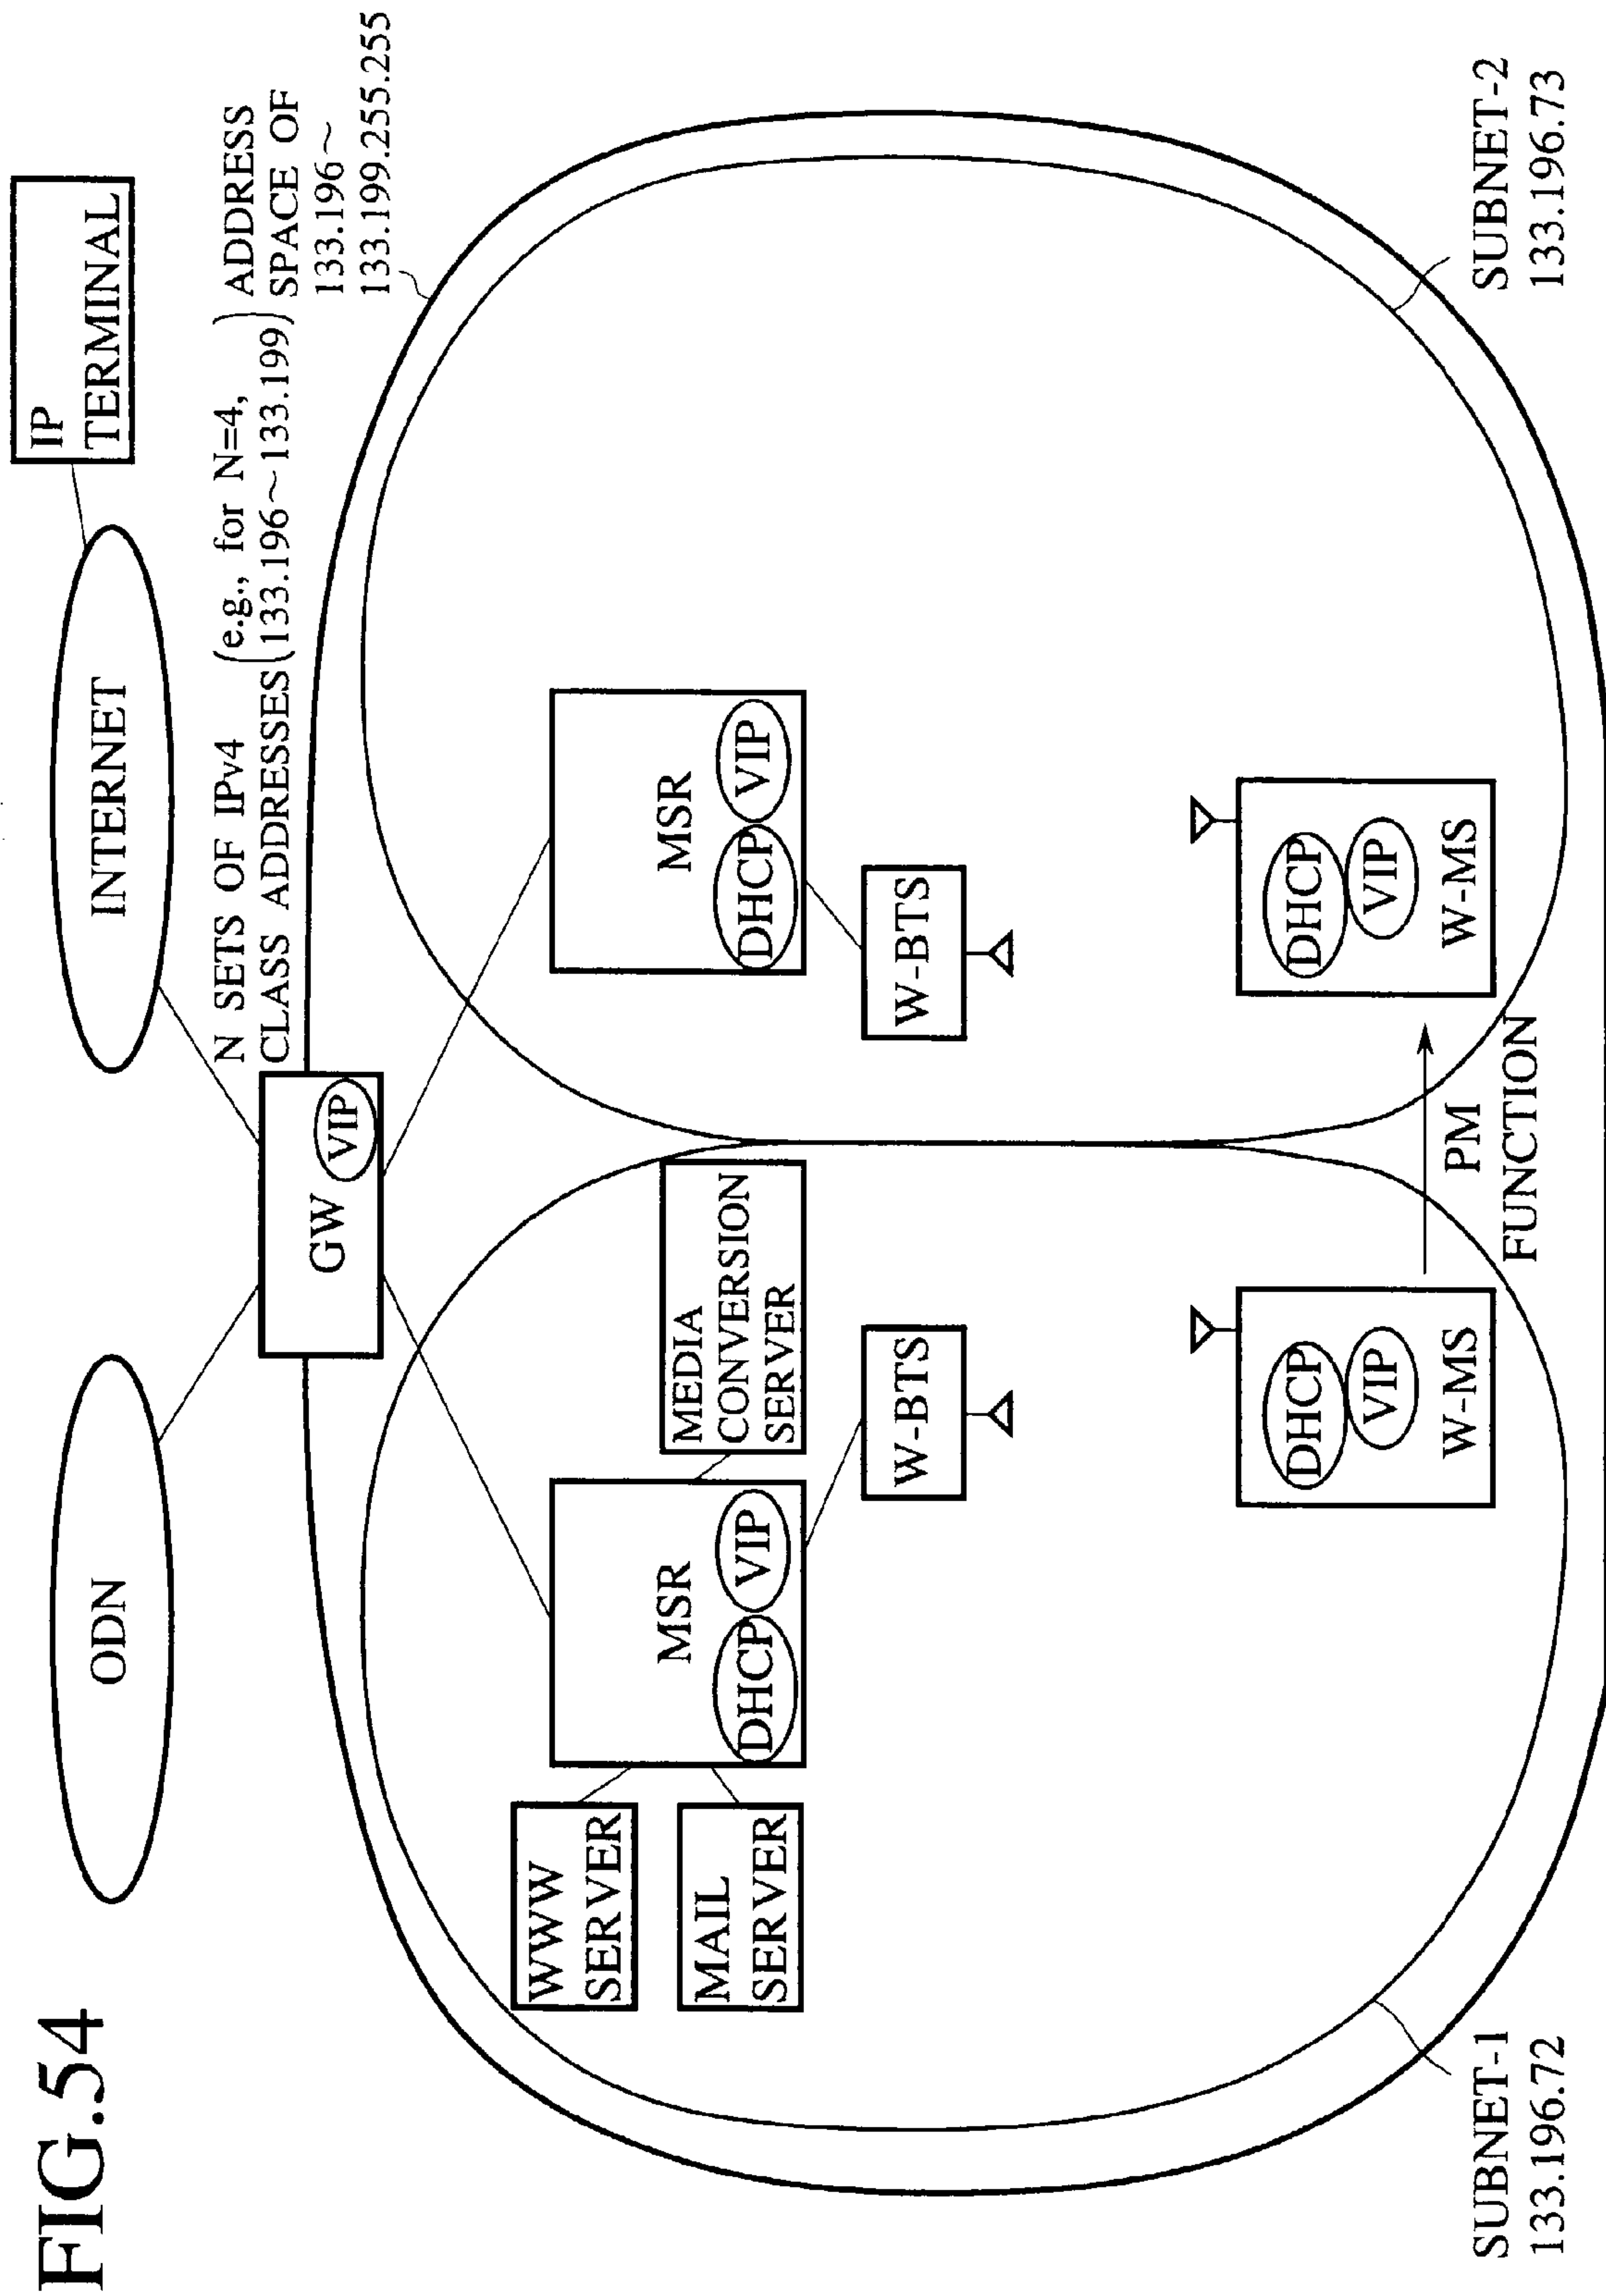 FIG.54
ODN
INTERNET
IP
TERMINAL
GW
VIP
N SETS OF IPv4
CLASS ADDRESSES
(e.g., for N=4,
133.196~133.199)
ADDRESS
SPACE OF
133.196~
133.199.255.255
WWW
SERVER
MAIL
SERVER
MSR
DHCP
VIP
MEDIA
CONVERSION
SERVER
W-BTS
MSR
DHCP
VIP
W-BTS
DHCP
VIP
W-MS
PM
FUNCTION
DHCP
VIP
W-MS
SUBNET-1
133.196.72
SUBNET-2
133.196.73